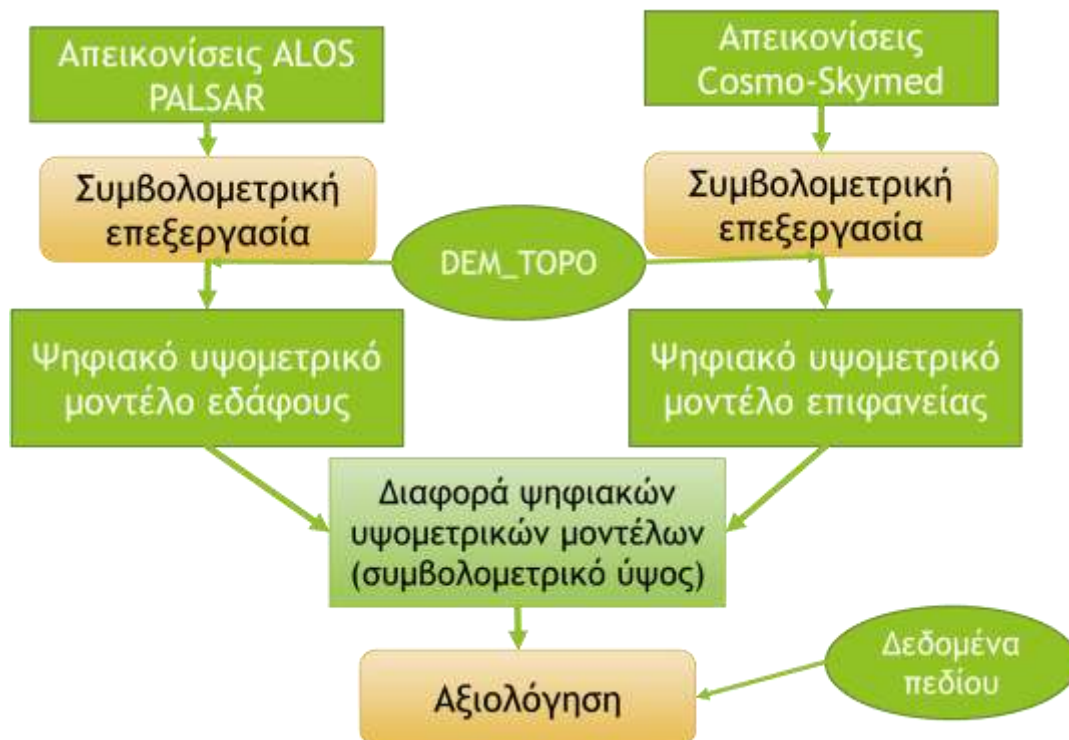 Απεικονίσεις ALOS
PALSAR
Απεικονίσεις
Cosmo-Skymed
Συμβολομετρική
επεξεργασία
Συμβολομετρική
επεξεργασία
DEM_TOPO
Ψηφιακό υψομετρικό
μοντέλο εδάφους
Ψηφιακό υψομετρικό
μοντέλο επιφανείας
Διαφορά ψηφιακών
υψομετρικών μοντέλων
(συμβολομετρικό ύψος)
Δεδομένα
πεδίου
Αξιολόγηση